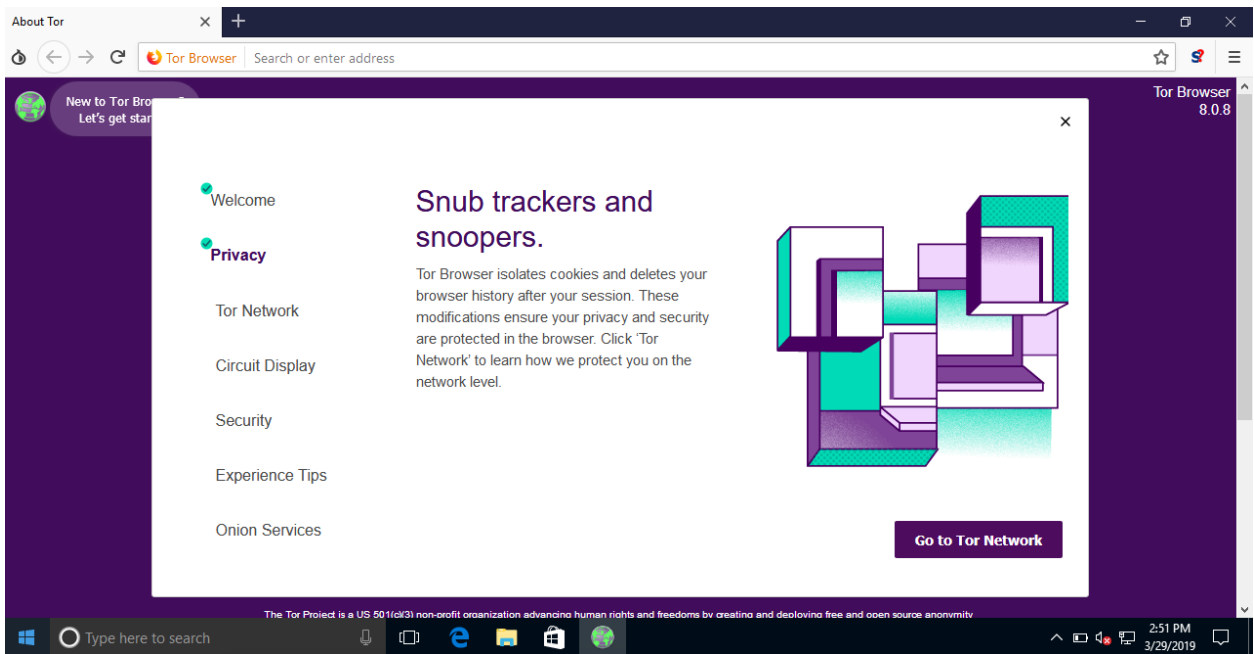 About Tor
Tor Browser Search or enter address
New to Tor
Let's get
Tor Browser
8.0.8
Welcome
Privacy
Tor Network
Circuit Display
Security
Experience Tips
Onion Services
Snub trackers and
snoopers.
Tor Browser isolates cookies and deletes your
browser history after your session. These
modifications ensure your privacy and security
are protected in the browser. Click ‘Tor
Network’ to learn how we protect you on the
network level.
Go to Tor Network
The Tor Project is a US 501(c)(3) non-profit organization advancing human rights and freedoms by creating and deploying free and open source anonymity
Type here to search
2:51 PM
3/29/2019